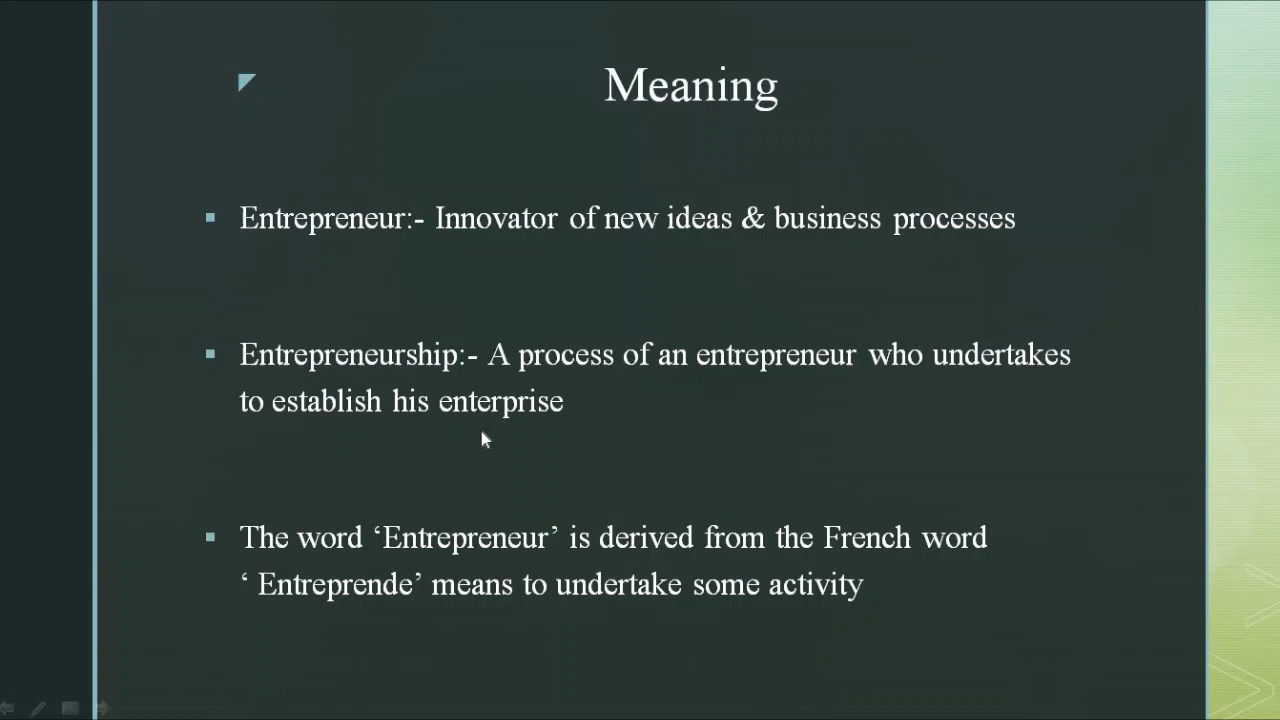 Meaning
Entrepreneur:- Innovator of new ideas & business processes
Entrepreneurship:- A process of an entrepreneur who undertakes
to establish his enterprise
The word ‘Entrepreneur’ is derived from the French word
‘ Entreprende’ means to undertake some activity